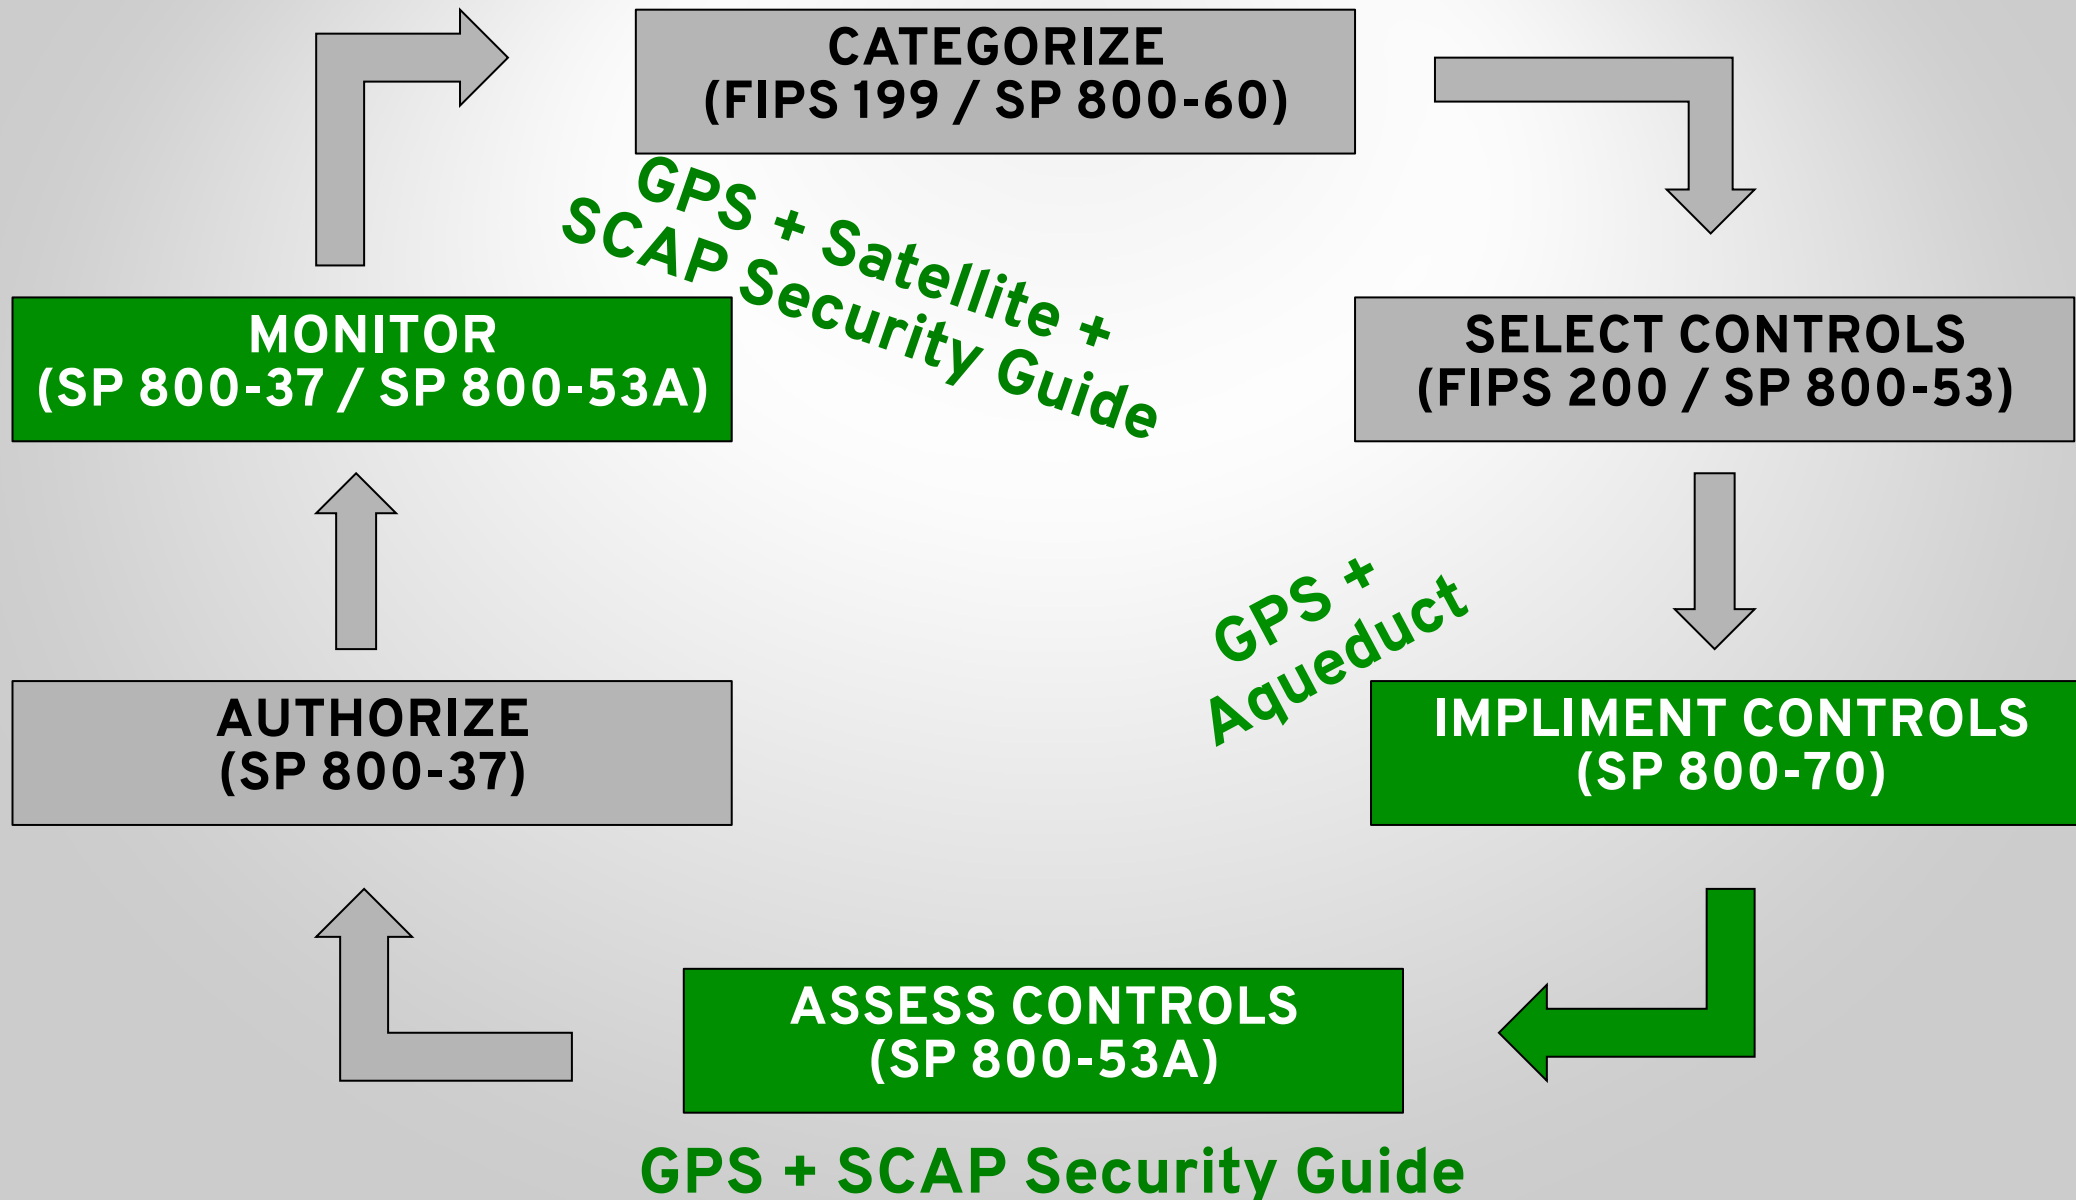 CATEGORIZE
(FIPS 199 / SP 800-60)
GPS + Satellite +
SCAP Security Guide
MONITOR
(SP 800-37 / SP 800-53A)
SELECT CONTROLS
(FIPS 200 / SP 800-53)
GPS +
Aqueduct
AUTHORIZE
(SP 800-37)
IMPLIMENT CONTROLS
(SP 800-70)
ASSESS CONTROLS
(SP 800-53A)
GPS + SCAP Security Guide